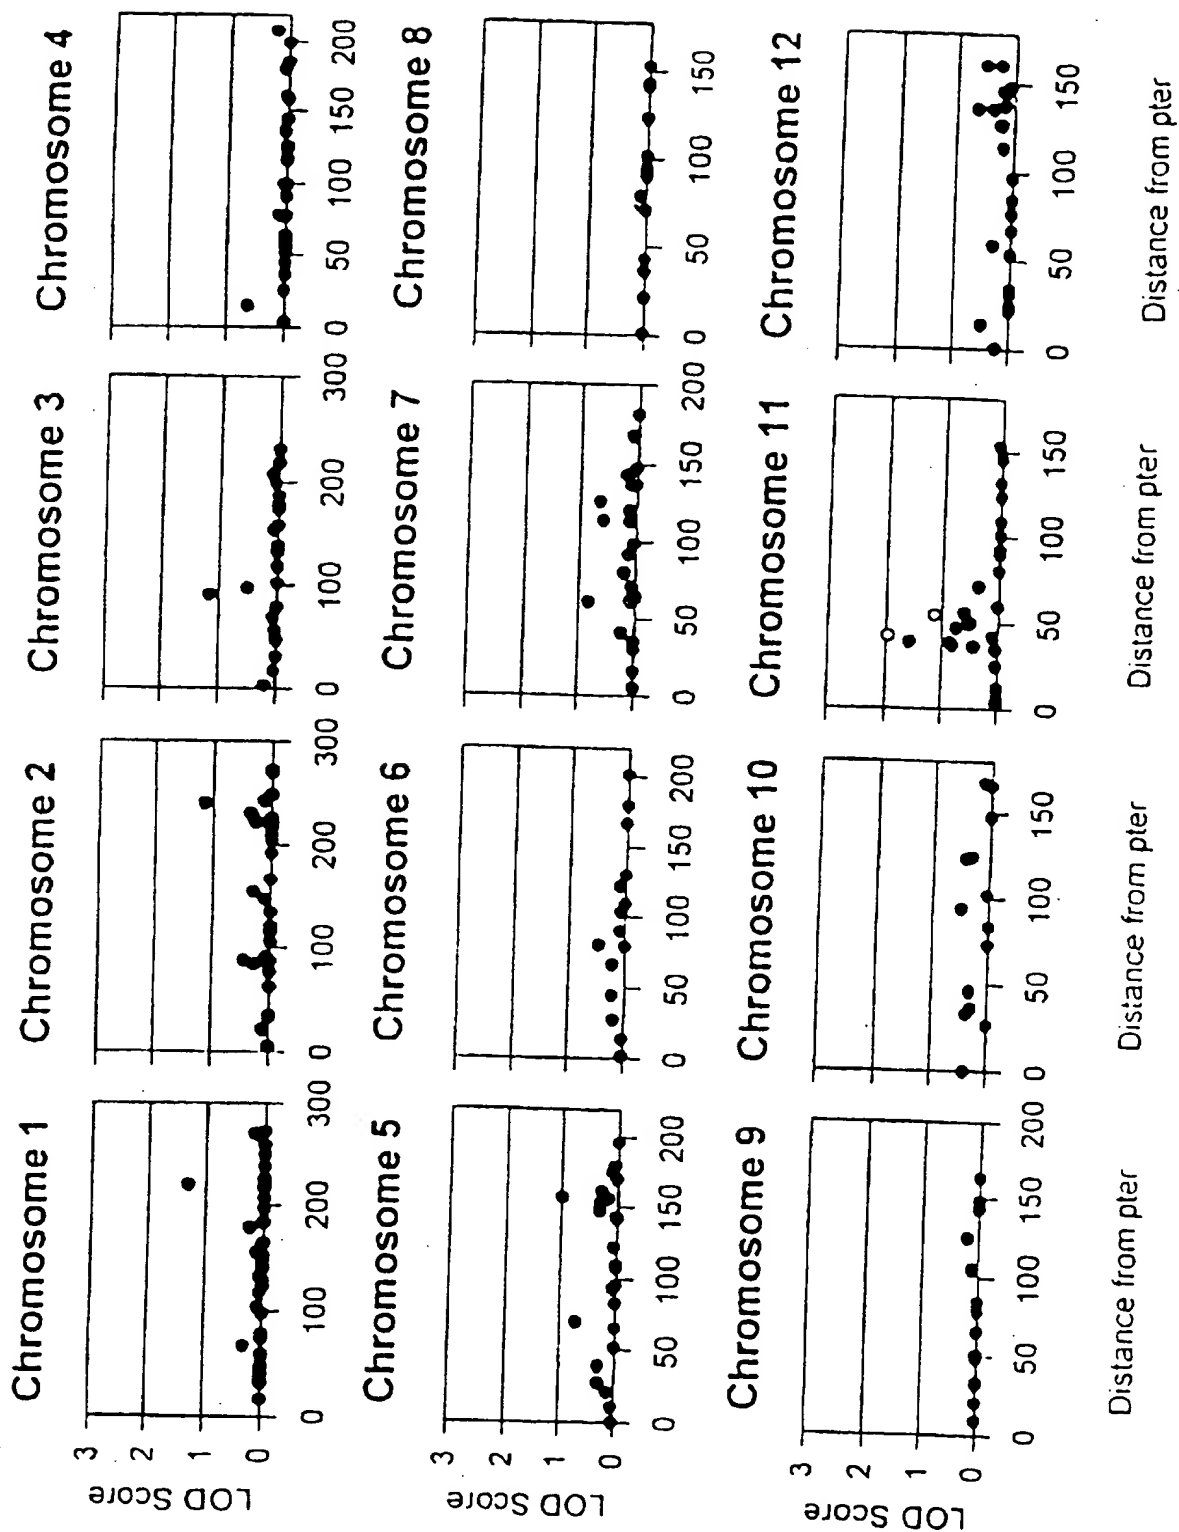 Chromosome 1
Chromosome 2
Chromosome 3
Chromosome 4
LOD Score
3
2
1
0
0 100 200 300
0 100 200 300
0 100 200 300
0 50 100 150 200
Chromosome 5
Chromosome 6
Chromosome 7
Chromosome 8
LOD Score
3
2
1
0
0 50 100 150 200
0 50 100 150 200
0 50 100 150 200
0 50 100 150
Chromosome 9
Chromosome 10
Chromosome 11
Chromosome 12
LOD Score
3
2
1
0
0 50 100 150 200
0 50 100 150
0 50 100 150
0 50 100 150
Distance from pter
Distance from pter
Distance from pter
Distance from pter